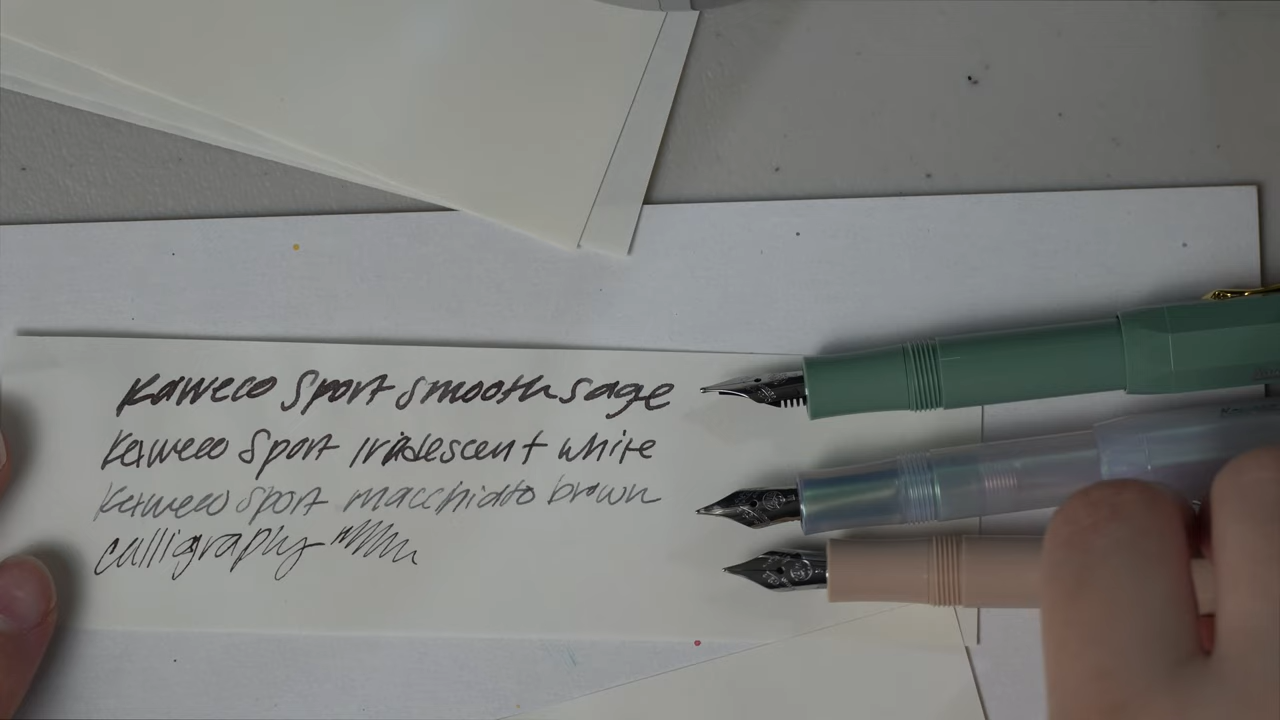 Kaweco Sport smooth sage
Kaweco Sport iridescent white
Kaweco Sport macchiato brown
calligraphy